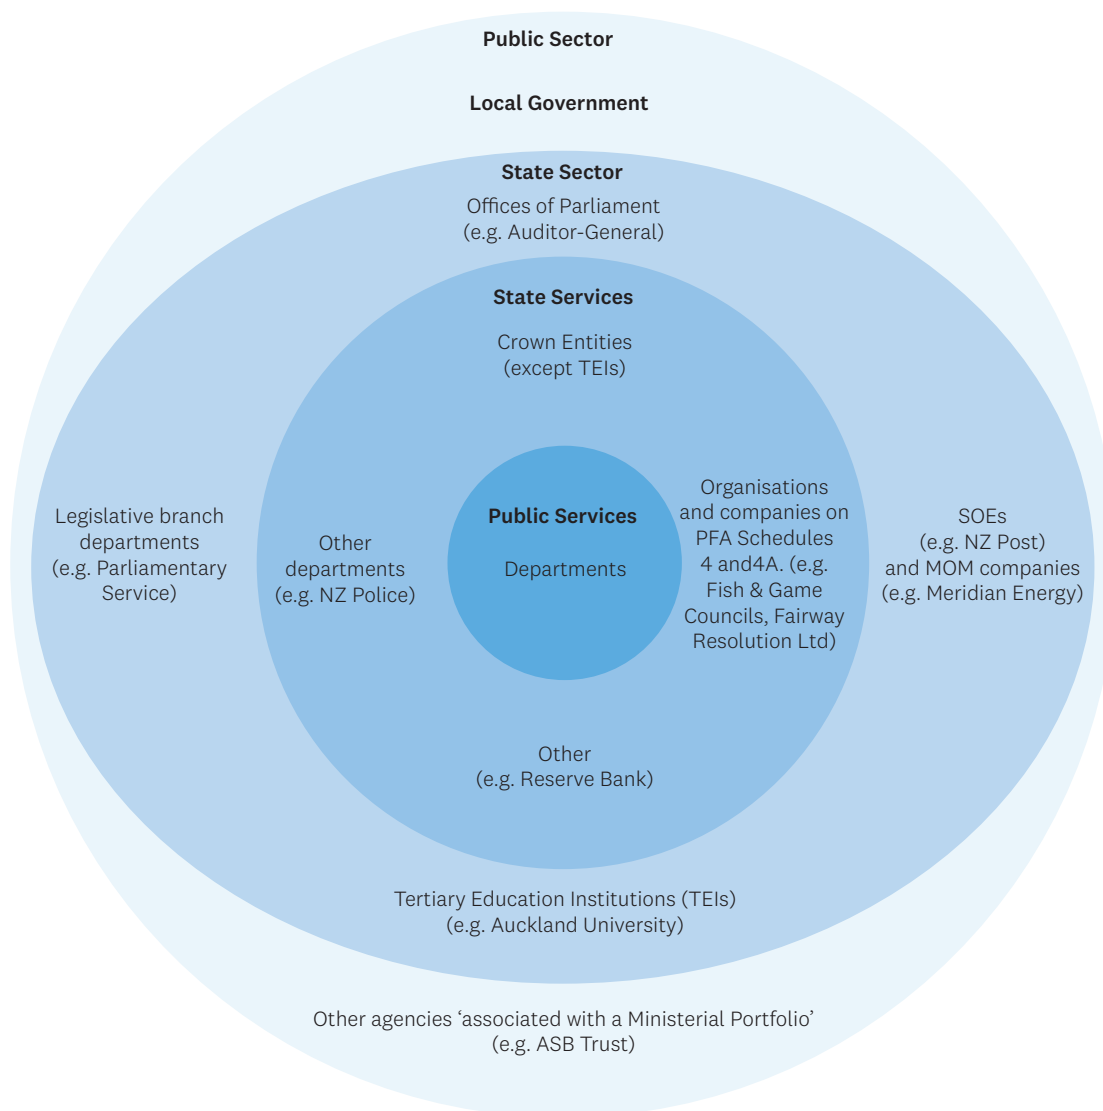 Public Sector
Local Government
State Sector
Offices of Parliament
(e.g. Auditor-General)
State Services
Crown Entities
(except TEIs)
Legislative branch
departments
(e.g. Parliamentary
Service)
Other
departments
(e.g. NZ Police)
Public Services
Departments
Organisations
and companies on
PFA Schedules
4 and4A. (e.g.
Fish & Game
Councils, Fairway
Resolution Ltd)
SOEs
(e.g. NZ Post)
and MOM companies
(e.g. Meridian Energy)
Other
(e.g. Reserve Bank)
Tertiary Education Institutions (TEIs)
(e.g. Auckland University)
Other agencies ‘associated with a Ministerial Portfolio’
(e.g. ASB Trust)